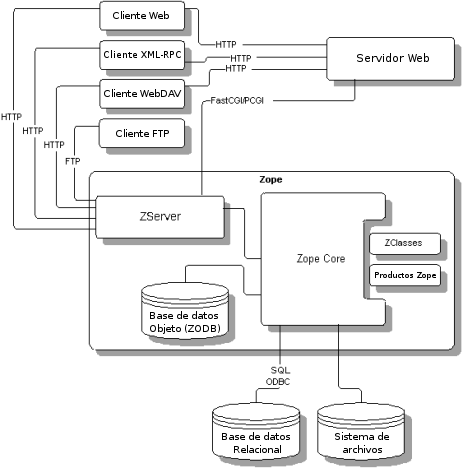 Cliente Web
HTTP
Cliente XML-RPC
HTTP
Servidor Web
HTTP
Cliente WebDAV
FastCGI/PCGI
HTTP
HTTP
HTTP
Cliente FTP
FTP
Zope
ZServer
ZClasses
Zope Core
Productos Zope
Base de datos
Objeto (ZODB)
SQL
ODBC
Base de datos
Relacional
Sistema de
archivos